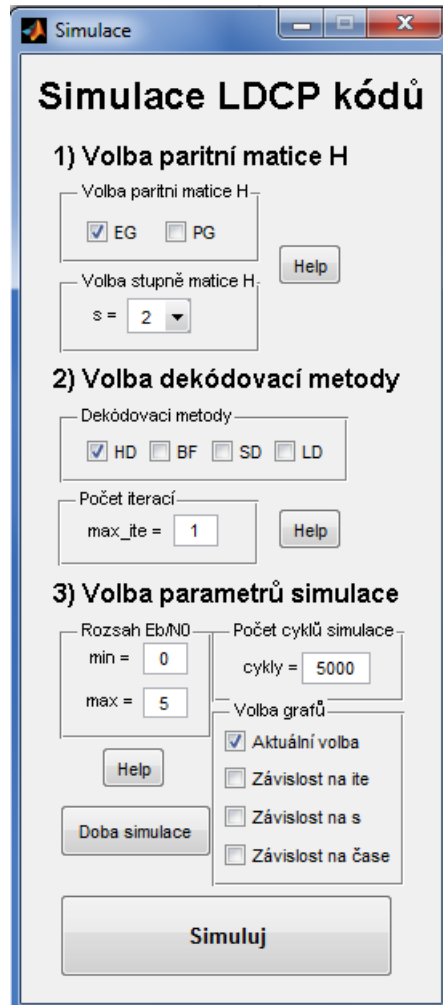 Simulace
Simulace LDCP kódů
1) Volba paritní matice H
Volba paritni matice H
EG PG
Help
Volba stupně matice H
s = 2
2) Volba dekódovací metody
Dekódovaci metody
HD BF SD LD
Počet iterací
max_ite = 1
Help
3) Volba parametrů simulace
Rozsah Eb/N0
min = 0
max = 5
Počet cyklů simulace
cykly = 5000
Volba grafů
Aktuální volba
Závislost na ite
Závislost na s
Závislost na čase
Help
Doba simulace
Simuluj